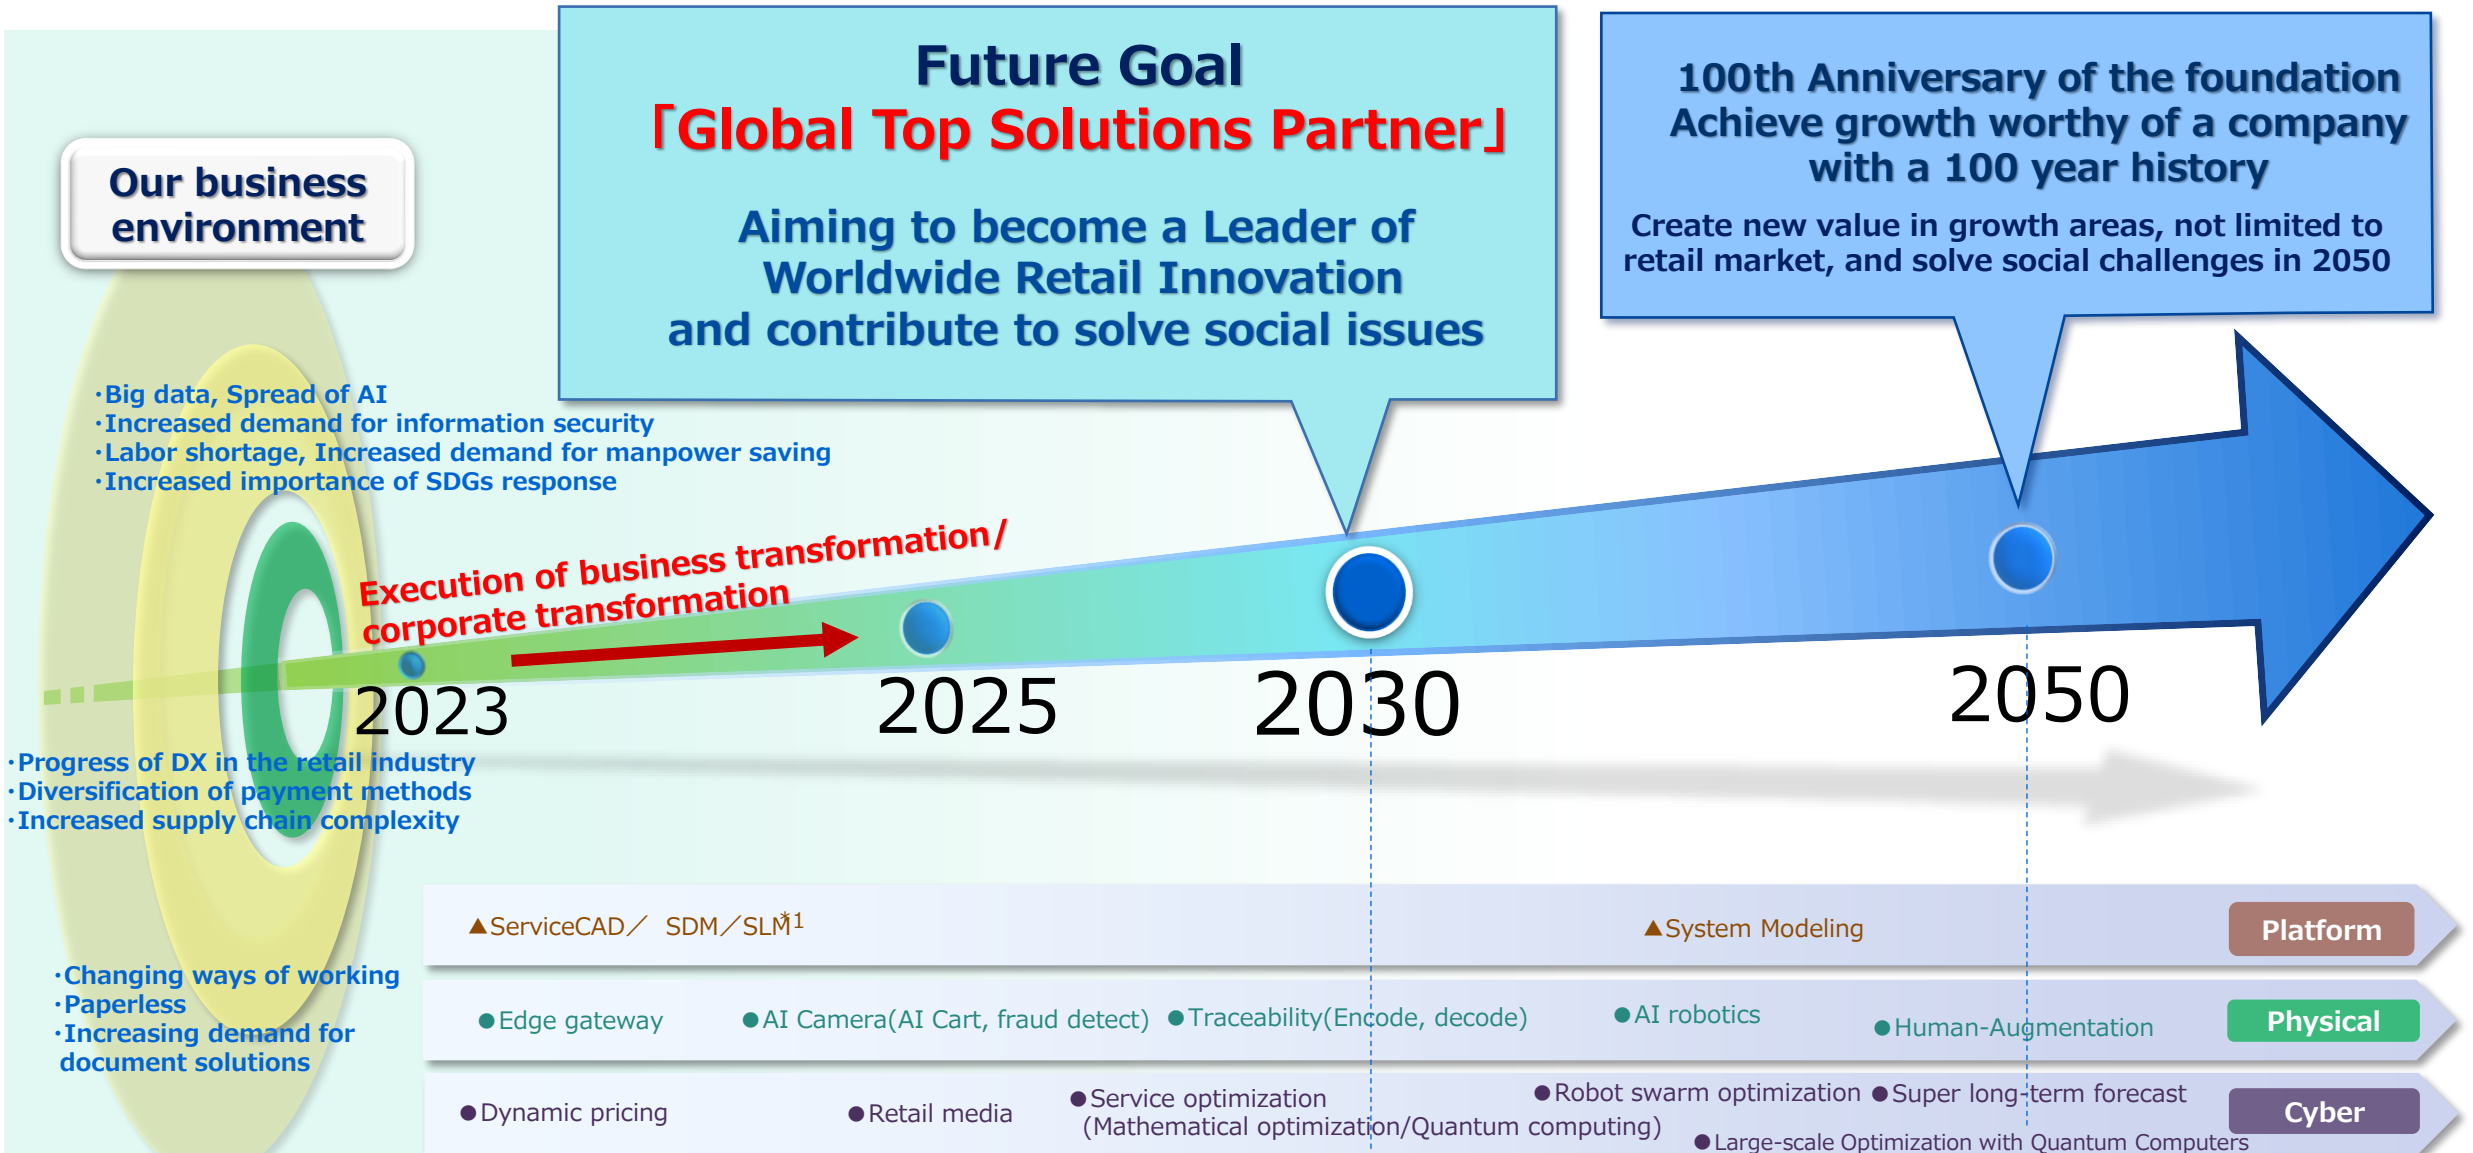 Future Goal
「Global Top Solutions Partner」
Aiming to become a Leader of
Worldwide Retail Innovation
and contribute to solve social issues
100th Anniversary of the foundation
Achieve growth worthy of a company
with a 100 year history
Create new value in growth areas, not limited to
retail market, and solve social challenges in 2050
Our business
environment
・Big data, Spread of AI
・Increased demand for information security
・Labor shortage, Increased demand for manpower saving
・Increased importance of SDGs response
Execution of business transformation/
corporate transformation
2023
2025
2030
2050
・Progress of DX in the retail industry
・Diversification of payment methods
・Increased supply chain complexity
・Changing ways of working
・Paperless
・Increasing demand for
document solutions
▲ServiceCAD／ SDM／SLM*1
▲System Modeling
Platform
●Edge gateway
●AI Camera(AI Cart, fraud detect)
●Traceability(Encode, decode)
●AI robotics
●Human-Augmentation
Physical
●Dynamic pricing
●Retail media
●Service optimization
(Mathematical optimization/Quantum computing)
●Robot swarm optimization
●Super long-term forecast
●Large-scale Optimization with Quantum Computers
Cyber